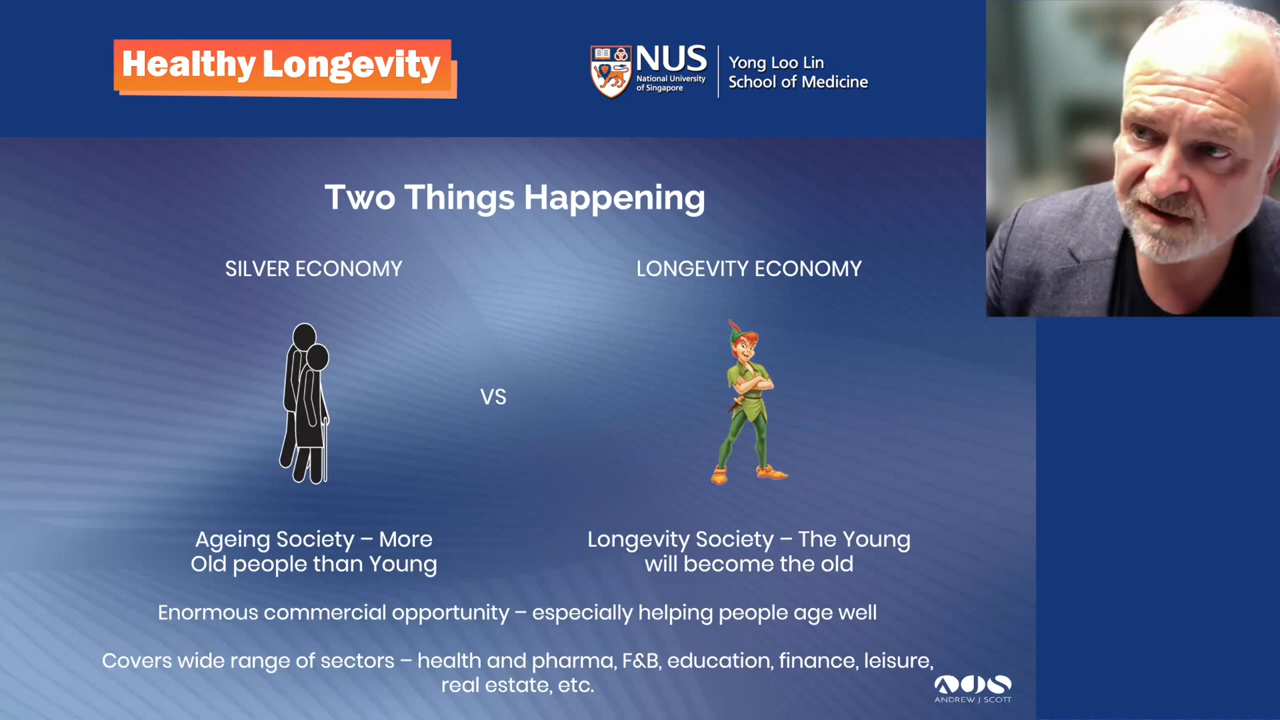 Healthy Longevity
NUS
National University
of Singapore
Yong Loo Lin
School of Medicine
Two Things Happening
SILVER ECONOMY
LONGEVITY ECONOMY
VS
Ageing Society – More
Old people than Young
Longevity Society – The Young
will become the old
Enormous commercial opportunity – especially helping people age well
Covers wide range of sectors – health and pharma, F&B, education, finance, leisure,
real estate, etc.
AJS
ANDREW J SCOTT